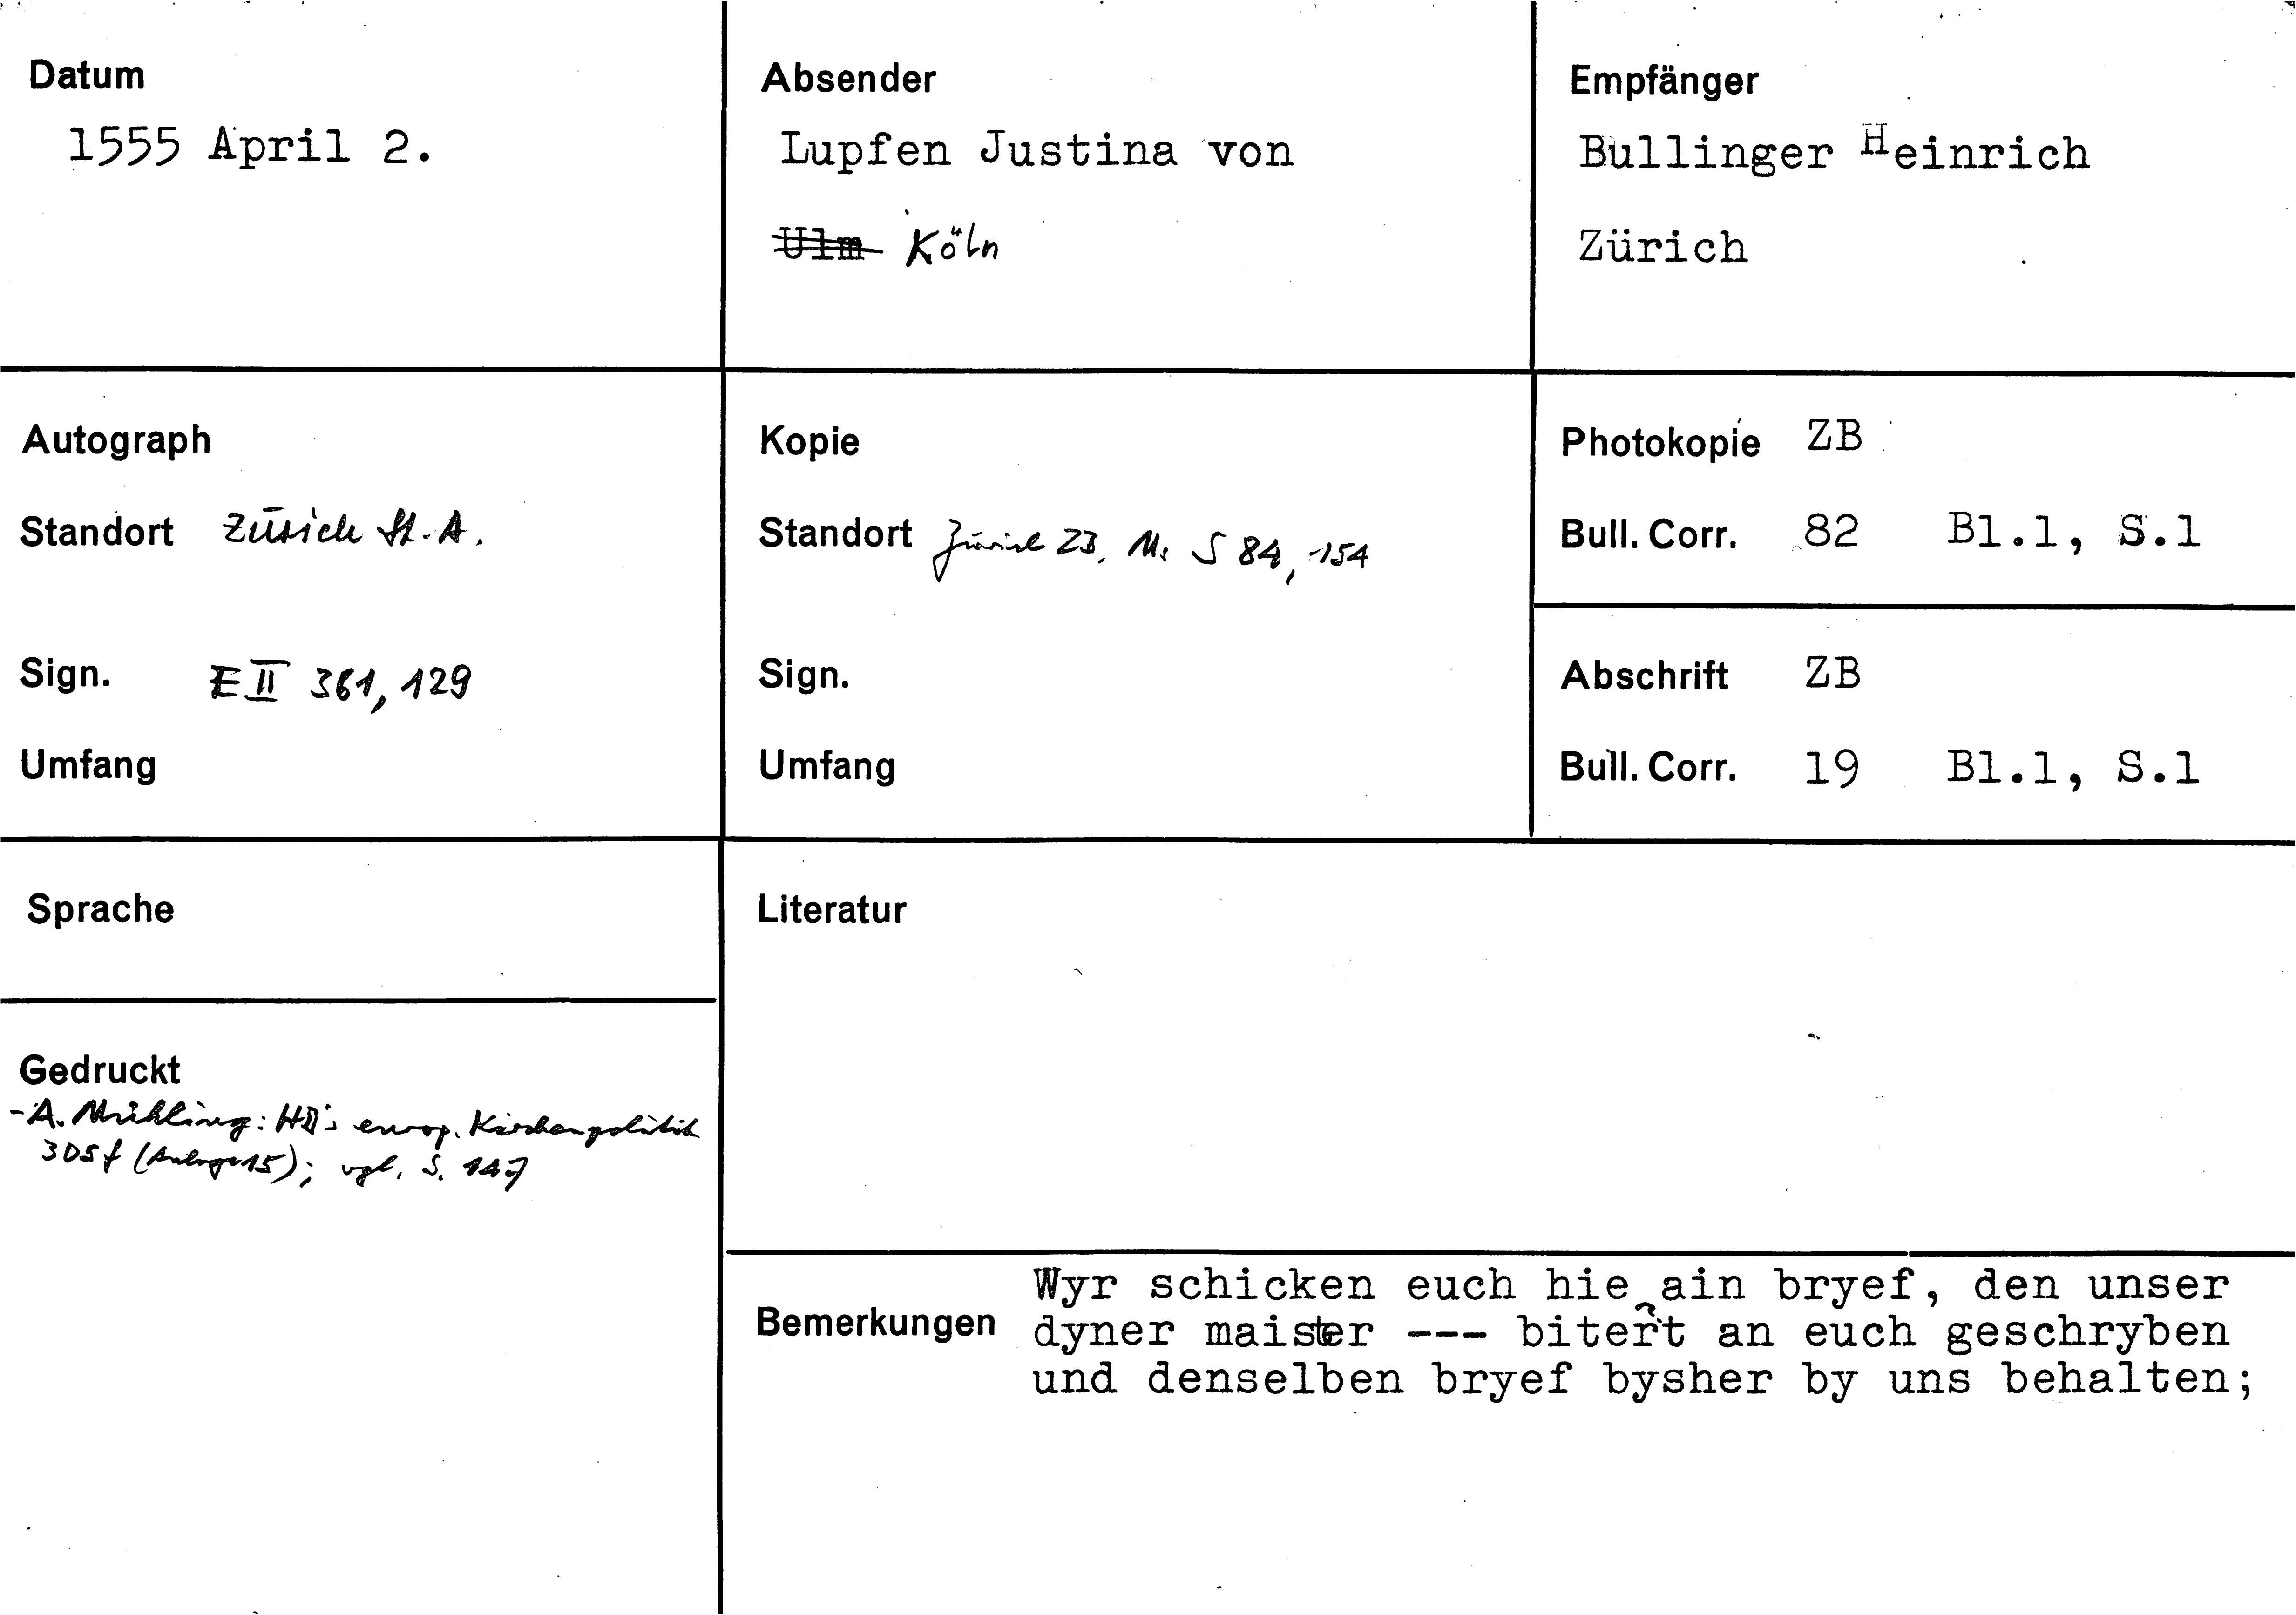 Datum
1555 April 2.
Absender
Lupfen Justina von
Ulm Köln
Empfänger
Bullinger Heinrich
Zürich
Autograph
Standort Zürich St. A.
Sign. E II 361, 129
Umfang
Kopie
Standort Zürich ZB, Ms S 84, 154
Sign.
Umfang
Photokopie ZB
Bull. Corr. 82 Bl.1, S.1
Abschrift ZB
Bull. Corr. 19 Bl.1, S.1
Sprache
Gedruckt
- A. Mühling: HB's europ. Kirchenpolitik
305f (Anlage 15); vgl. S. 147
Literatur
Bemerkungen
Wyr schicken euch hie ain bryef, den unser
dyner maister --- bitert an euch geschryben
und denselben bryef bysher by uns behalten;